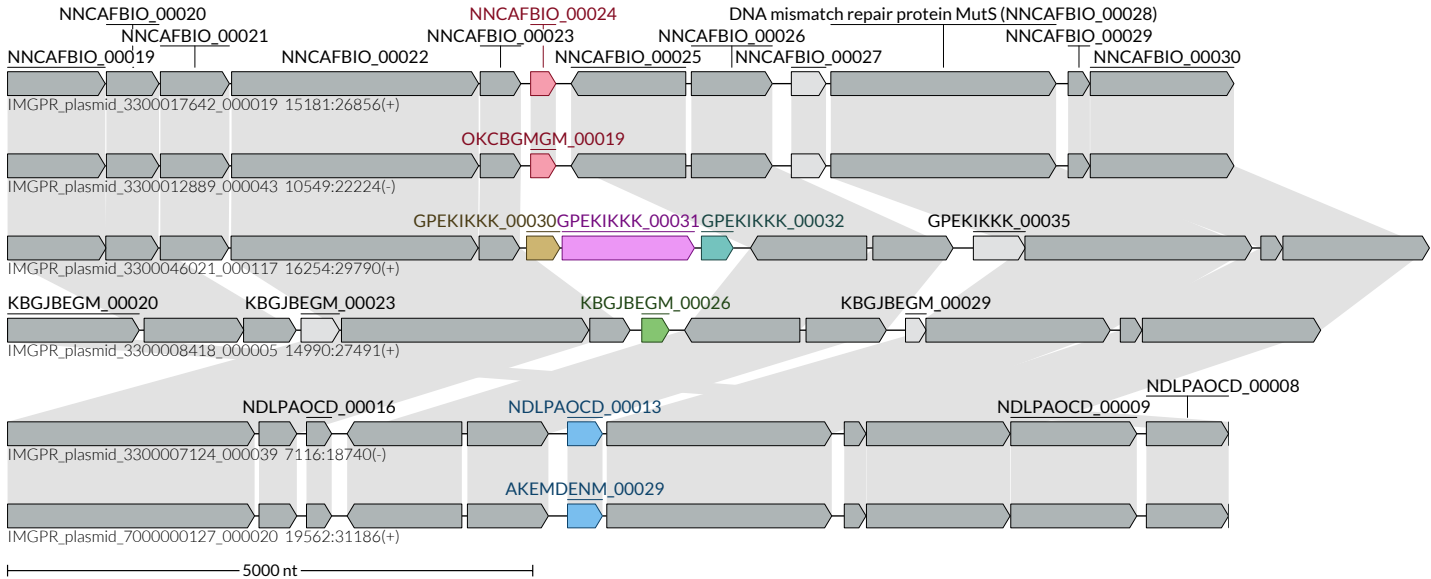 NNCAFBIO_00020
NNCAFBIO_00024
DNA mismatch repair protein MutS (NNCAFBIO_00028)
NNCAFBIO_00021
NNCAFBIO_00023
NNCAFBIO_00026
NNCAFBIO_00029
NNCAFBIO_00019
NNCAFBIO_00022
NNCAFBIO_00025
NNCAFBIO_00027
NNCAFBIO_00030
IMGPR_plasmid_3300017642_000019 15181:26856(+)
OKCBGMGM_00019
IMGPR_plasmid_3300012889_000043 10549:22224(-)
GPEKIKKK_00030
GPEKIKKK_00031
GPEKIKKK_00032
GPEKIKKK_00035
IMGPR_plasmid_3300046021_000117 16254:29790(+)
KBGJBEGM_00020
KBGJBEGM_00023
KBGJBEGM_00026
KBGJBEGM_00029
IMGPR_plasmid_3300008418_000005 14990:27491(+)
NDLPAOCD_00008
NDLPAOCD_00016
NDLPAOCD_00013
NDLPAOCD_00009
IMGPR_plasmid_3300007124_000039 7116:18740(-)
AKEMDENM_00029
IMGPR_plasmid_7000000127_000020 19562:31186(+)
5000 nt